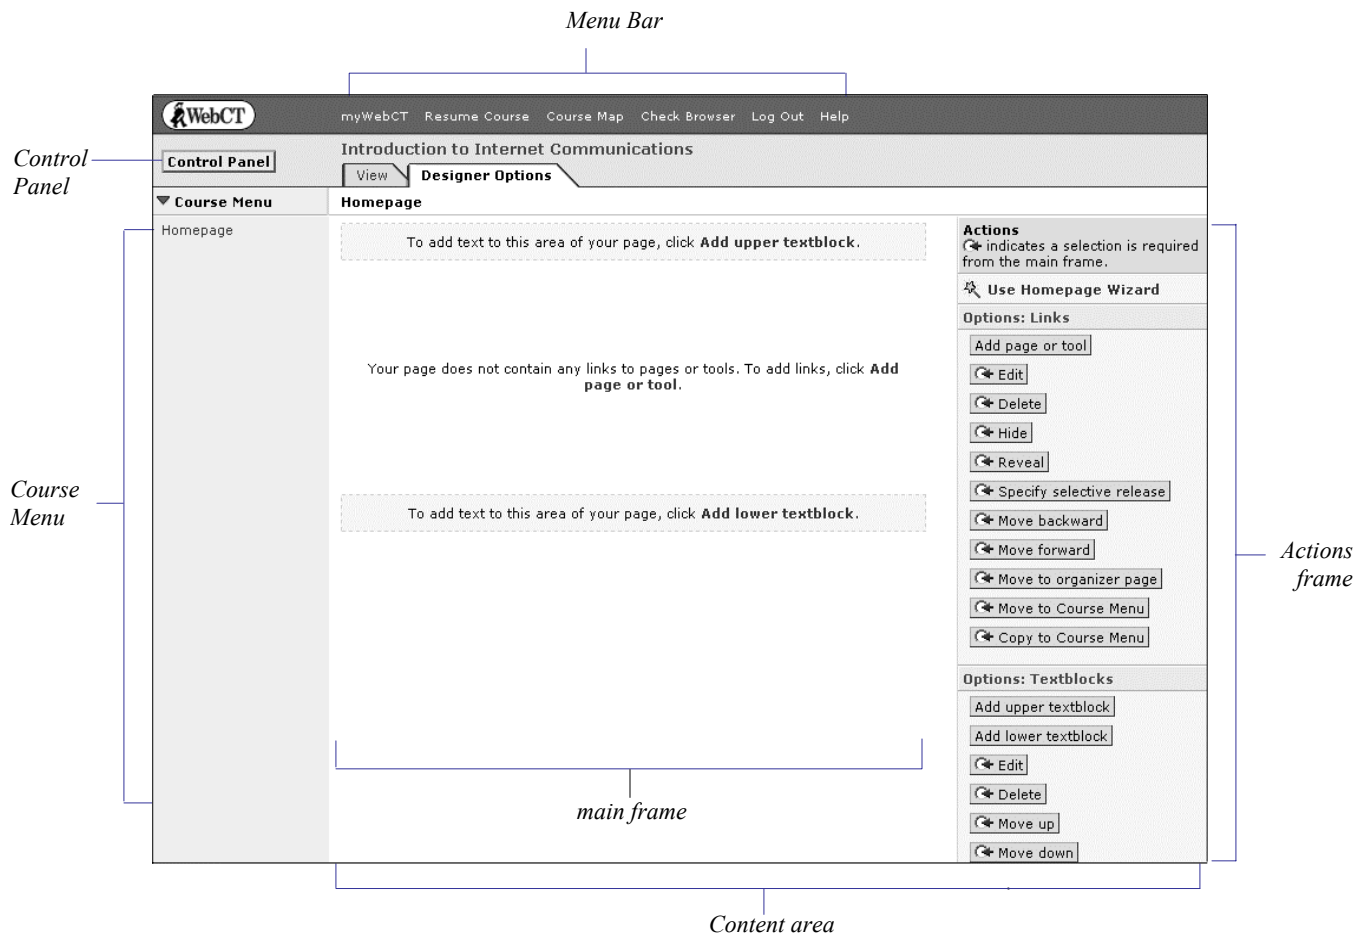 Menu Bar
WebCT
myWebCT Resume Course Course Map Check Browser Log Out Help
Control
Panel
Control Panel
Introduction to Internet Communications
View
Designer Options
Course Menu
Homepage
Homepage
To add text to this area of your page, click Add upper textblock.
Your page does not contain any links to pages or tools. To add links, click Add
page or tool.
To add text to this area of your page, click Add lower textblock.
Actions
indicates a selection is required
from the main frame.
Use Homepage Wizard
Options: Links
Add page or tool
Edit
Delete
Hide
Reveal
Specify selective release
Move backward
Move forward
Move to organizer page
Move to Course Menu
Copy to Course Menu
Options: Textblocks
Add upper textblock
Add lower textblock
Edit
Delete
Move up
Move down
Course
Menu
Actions
frame
main frame
Content area